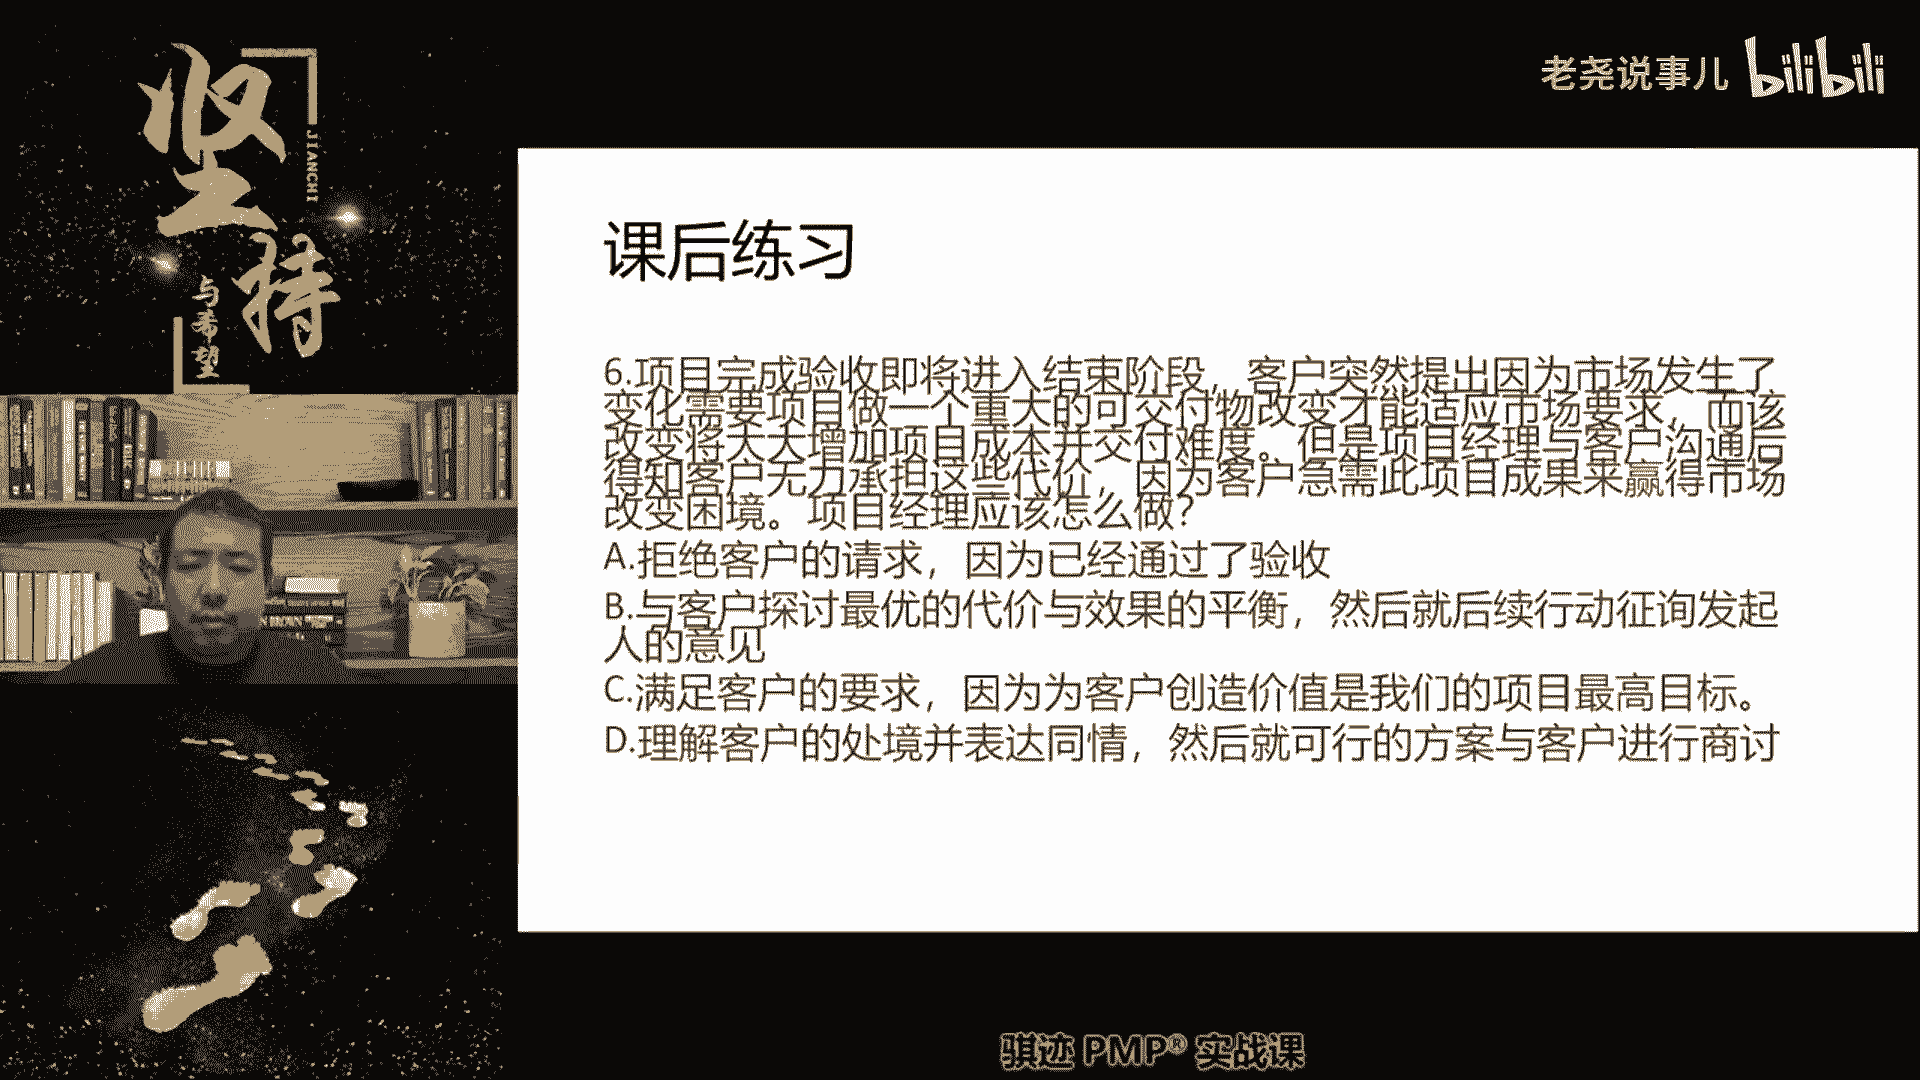 坚持
JIANCHI
与希望
老尧说事儿 bilibili
课后练习
6.项目完成验收即将进入结束阶段，客户突然提出因为市场发生了
变化需要项目做一个重大的可交付物改变才能适应市场要求，而该
改变将大大增加项目成本并交付难度。但是项目经理与客户沟通后
得知客户无力承担这些代价，因为客户急需此项目成果来赢得市场
改变困境。项目经理应该怎么做？
A.拒绝客户的请求，因为已经通过了验收
B.与客户探讨最优的代价与效果的平衡，然后就后续行动征询发起
人的意见
C.满足客户的要求，因为为客户创造价值是我们的项目最高目标。
D.理解客户的处境并表达同情，然后就可行的方案与客户进行商讨
骐迹 PMP® 实战课